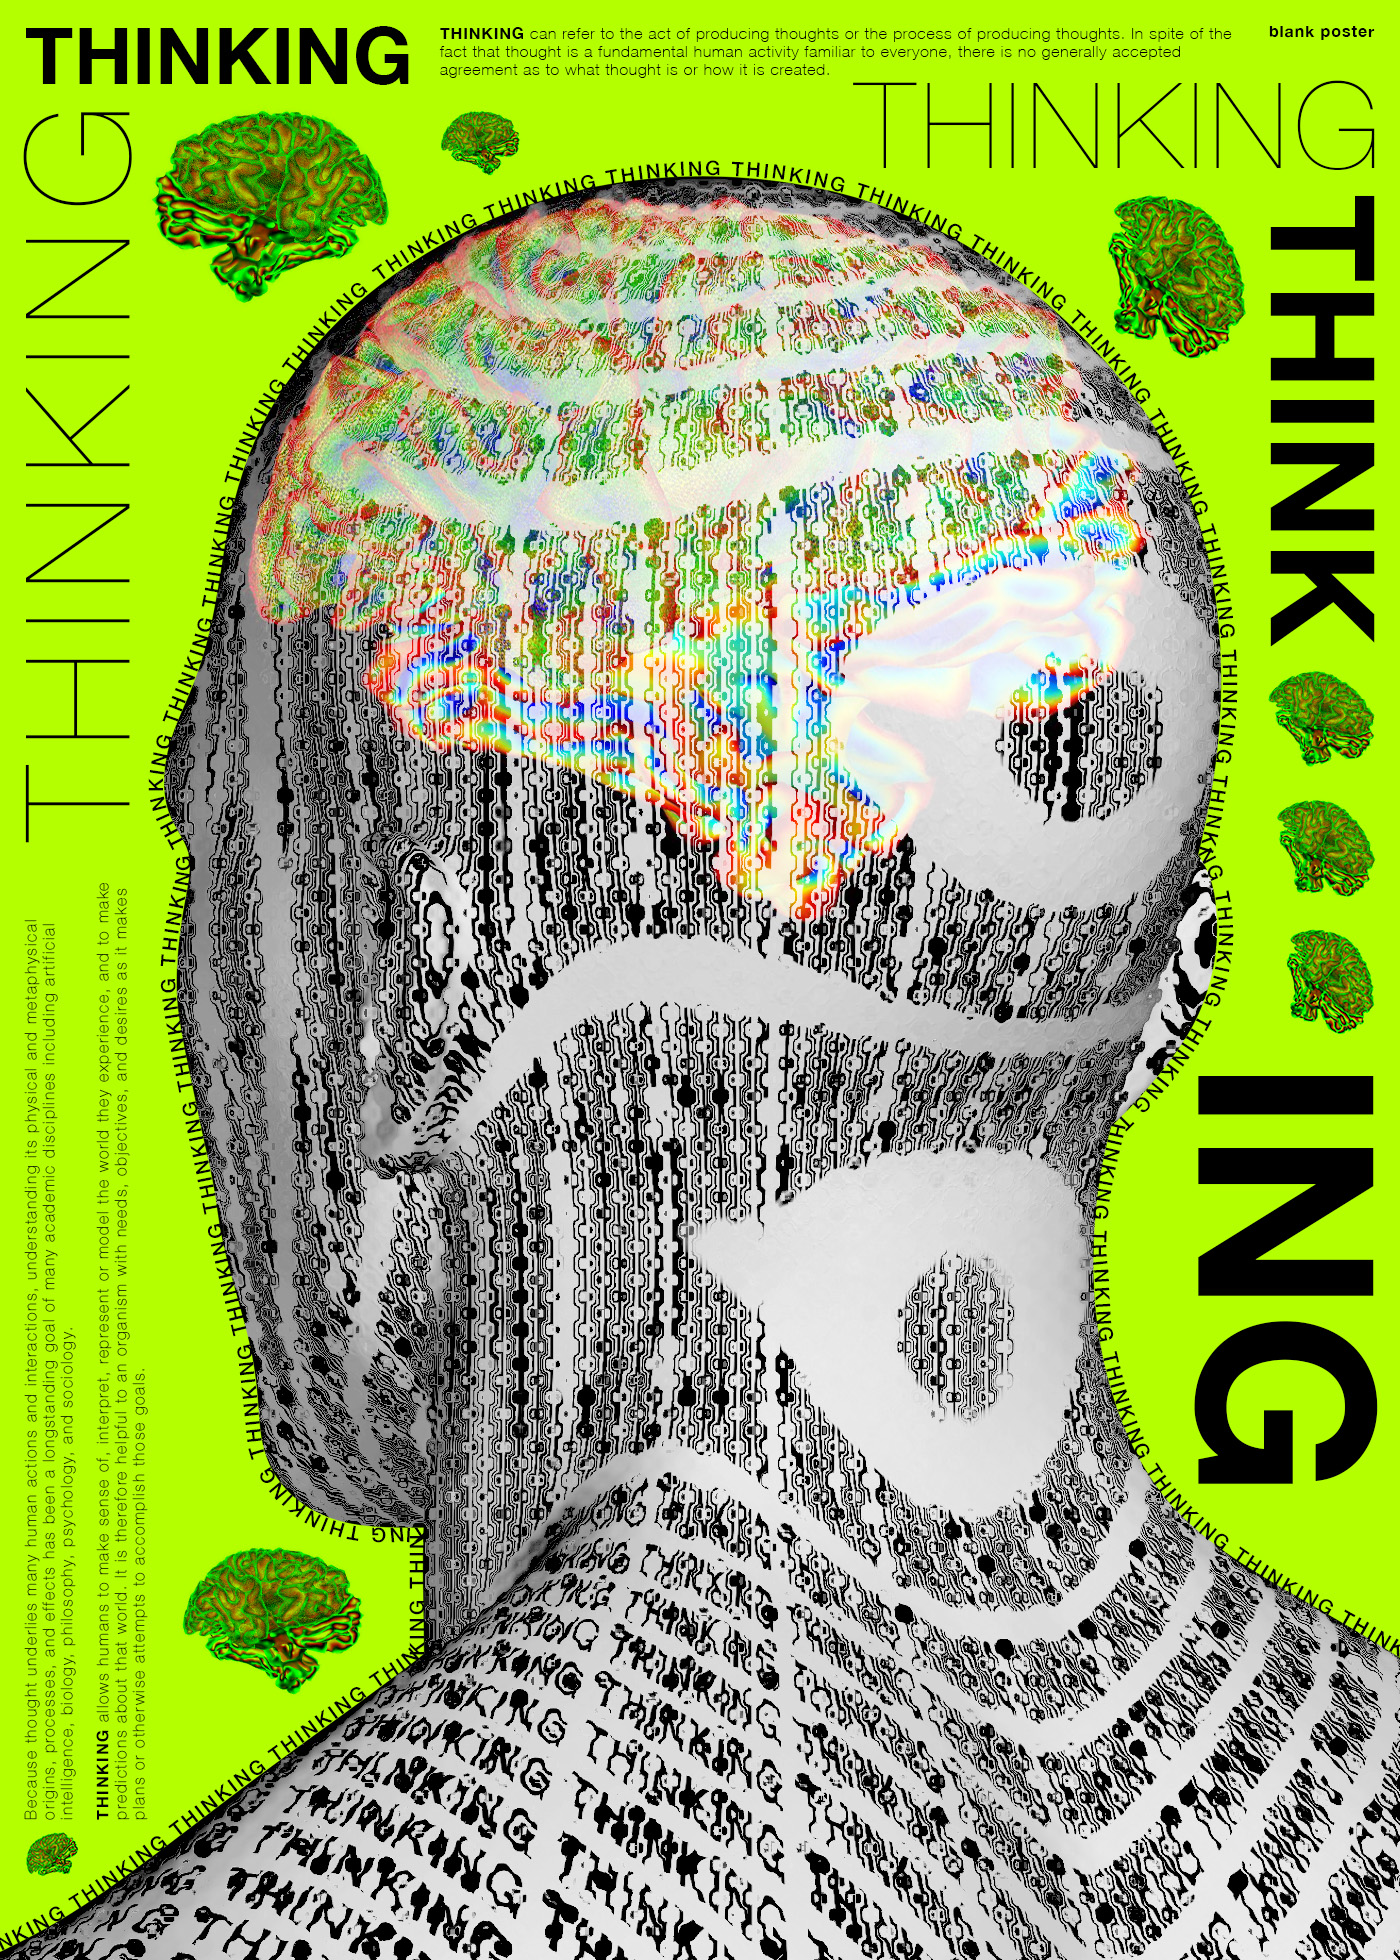 THINKING
THINKING can refer to the act of producing thoughts or the process of producing thoughts. In spite of the
fact that thought is a fundamental human activity familiar to everyone, there is no generally accepted
agreement as to what thought is or how it is created.
blank poster
THINKING
THINKING
THINK
ING
THINKING THINKING THINKING THINKING THINKING THINKING THINKING THINKING THINKING THINKING THINKING THINKING
Because thought underlies many human actions and interactions, understanding its physical and metaphysical
origins, processes, and effects has been a longstanding goal of many academic disciplines including artificial
intelligence, biology, philosophy, psychology, and sociology.
THINKING allows humans to make sense of, interpret, represent or model the world they experience, and to make
predictions about that world. It is therefore helpful to an organism with needs, objectives, and desires as it makes
plans or otherwise attempts to accomplish those goals.